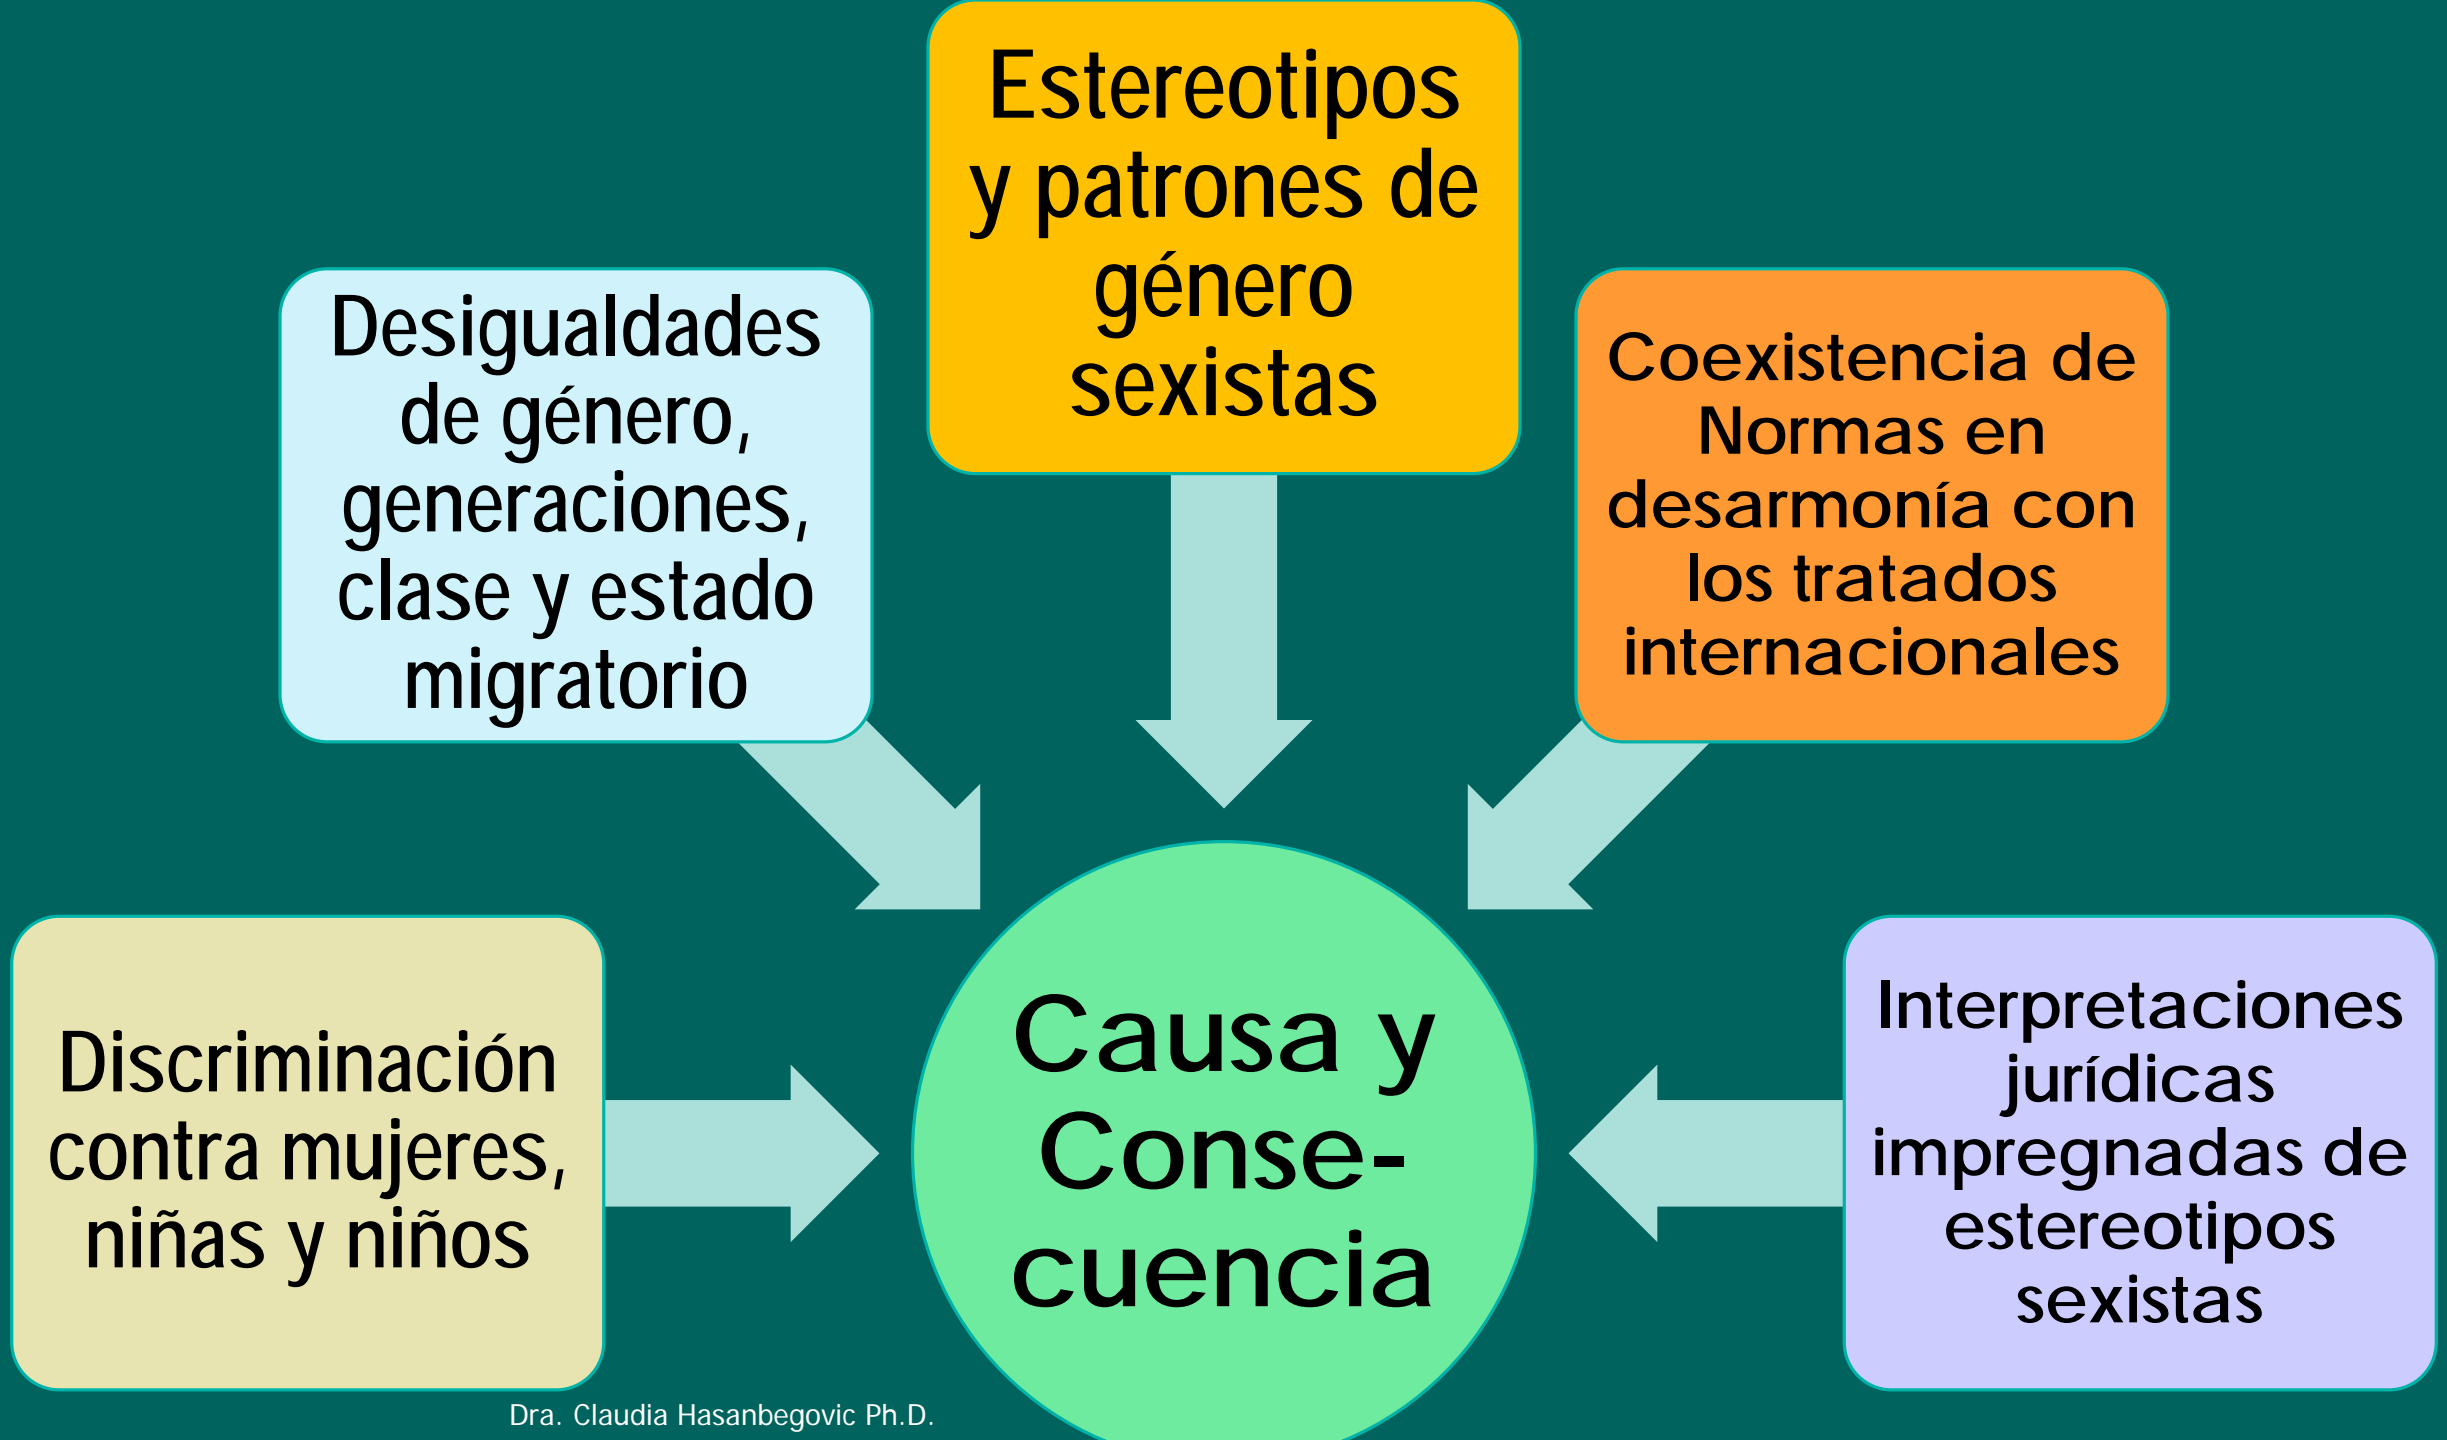 Estereotipos
y patrones de
género
sexistas
Desigualdades
de género,
generaciones,
clase y estado
migratorio
Coexistencia de
Normas en
desarmonía con
los tratados
internacionales
Discriminación
contra mujeres,
niñas y niños
Causa y
Conse-
cuencia
Interpretaciones
jurídicas
impregnadas de
estereotipos
sexistas
Dra. Claudia Hasanbegovic Ph.D.